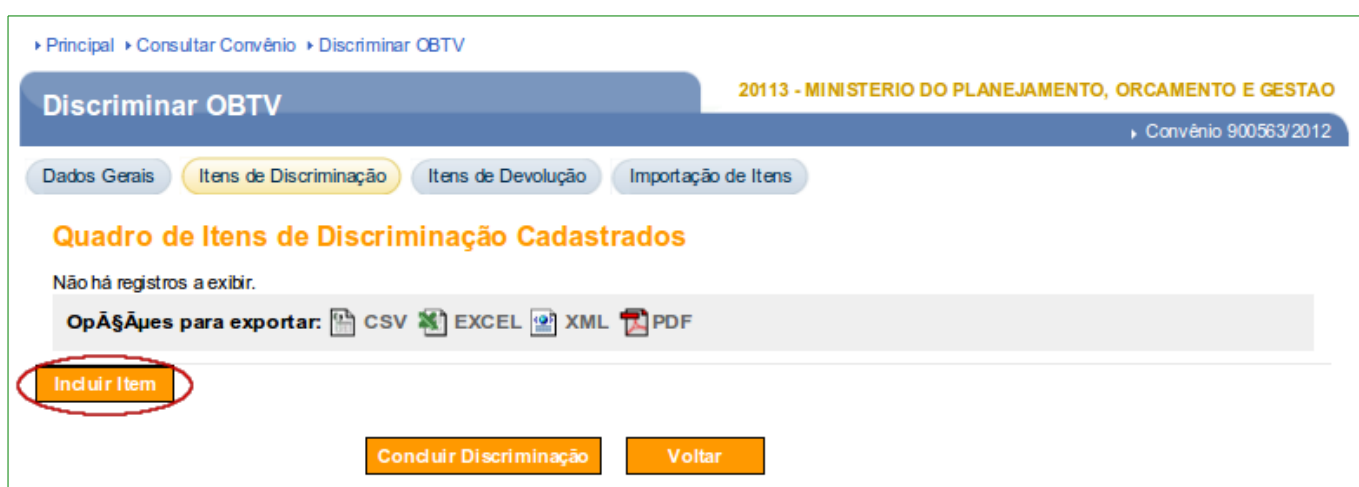 Principal Consultar Convênio Discriminar OBTV
Discriminar OBTV
20113 - MINISTERIO DO PLANEJAMENTO, ORCAMENTO E GESTAO
Convênio 900563/2012
Dados Gerais Itens de Discriminação Itens de Devolução Importação de Itens
Quadro de Itens de Discriminação Cadastrados
Não há registros a exibir.
OpÃ§Ãµes para exportar: CSV EXCEL XML PDF
Incluir Item
Concluir Discriminação Voltar